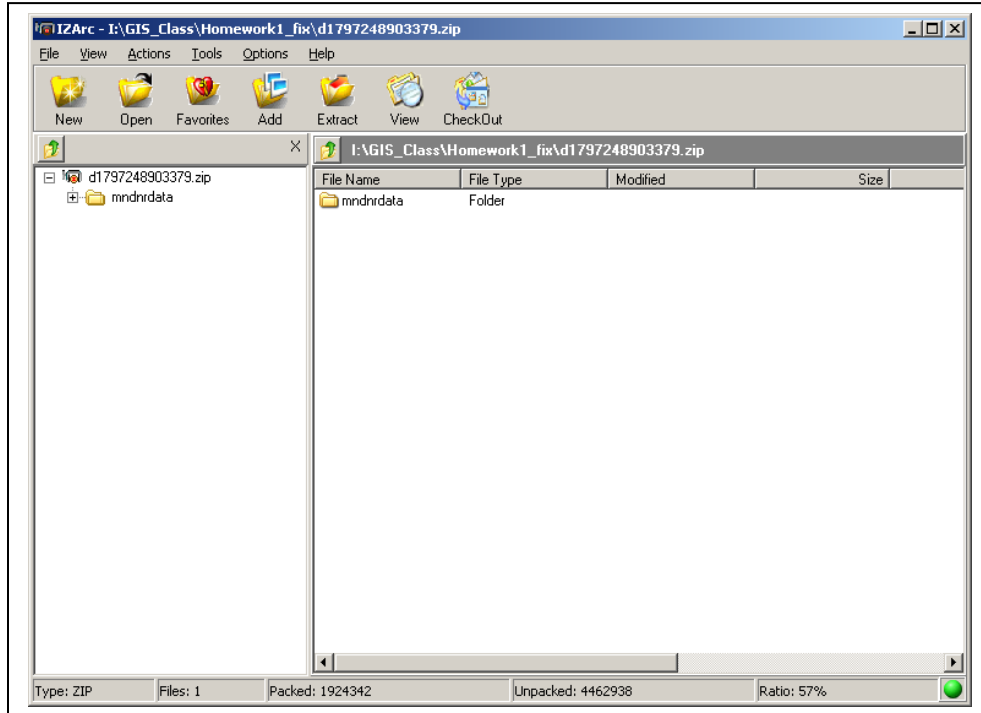 IZArc - I:\GIS_Class\Homework1_fix\d1797248903379.zip
File View Actions Tools Options Help
New Open Favorites Add Extract View CheckOut
I:\GIS_Class\Homework1_fix\d1797248903379.zip
d1797248903379.zip
mndnrdata
File Name File Type Modified Size
mndnrdata Folder
Type: ZIP Files: 1 Packed: 1924342 Unpacked: 4462938 Ratio: 57%